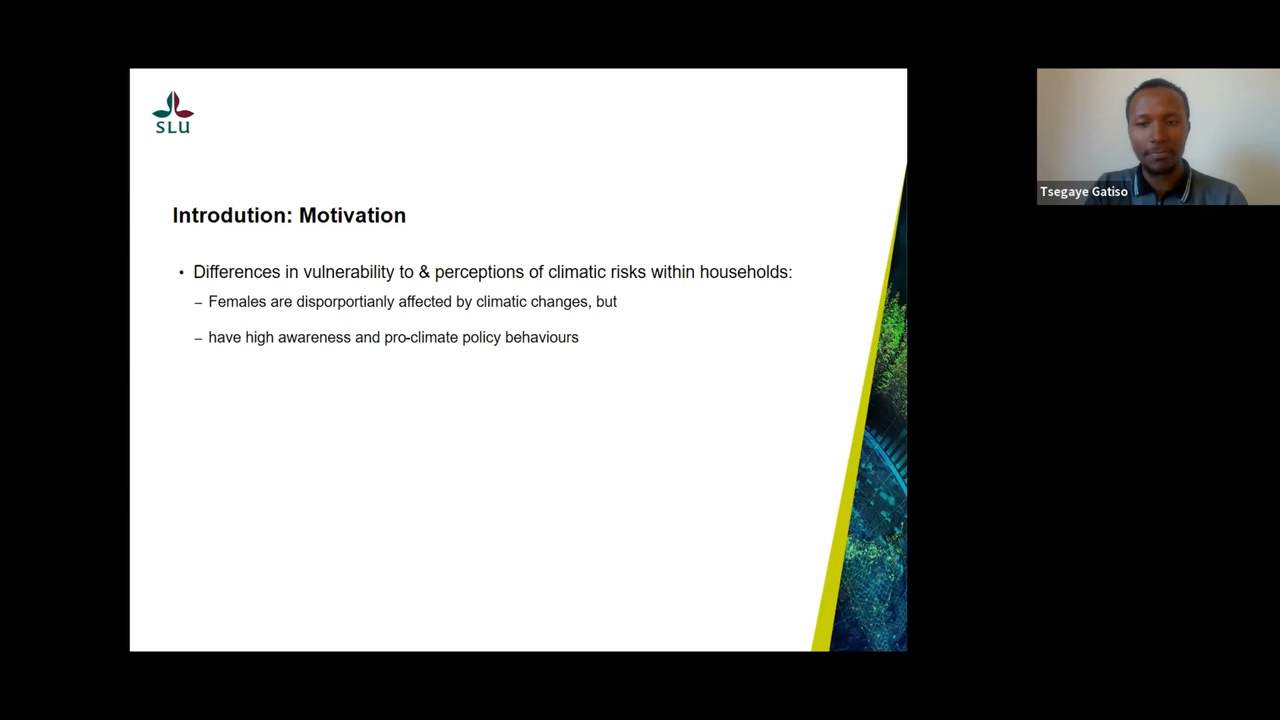 SLU
Introdution: Motivation
• Differences in vulnerability to & perceptions of climatic risks within households:
– Females are disporportianly affected by climatic changes, but
– have high awareness and pro-climate policy behaviours
Tsegaye Gatiso